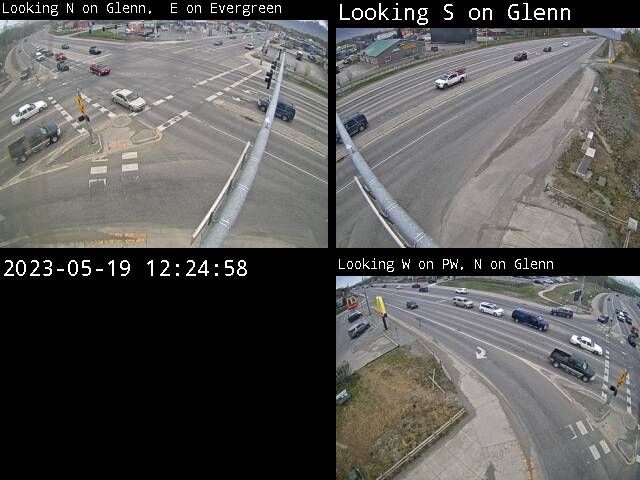 Looking N on Glenn, E on Evergreen
Looking S on Glenn
2023-05-19 12:24:58
Looking W on PW, N on Glenn